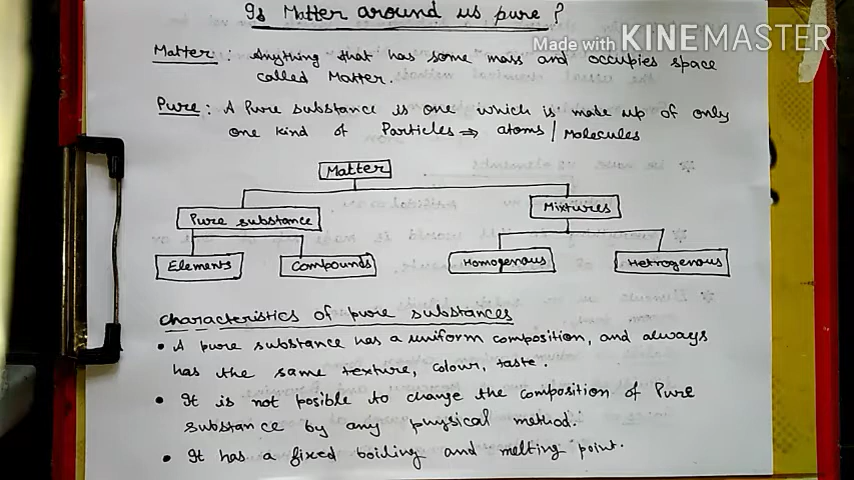 Is Matter around us pure ?
Made with KINEMASTER
Matter : Anything that has some mass and occupies space
called Matter.
Pure : A Pure substance is one which is made up of only
one kind of Particles ⇒ atoms / Molecules
Matter
Pure substance Mixtures
Elements Compounds Homogenous Hetrogenous
characteristics of pure substances
• A pure substance has a uniform composition, and always
has the same texture, colour, taste.
• It is not posible to change the composition of Pure
substance by any physical method.
• It has a fixed boiling and melting point.